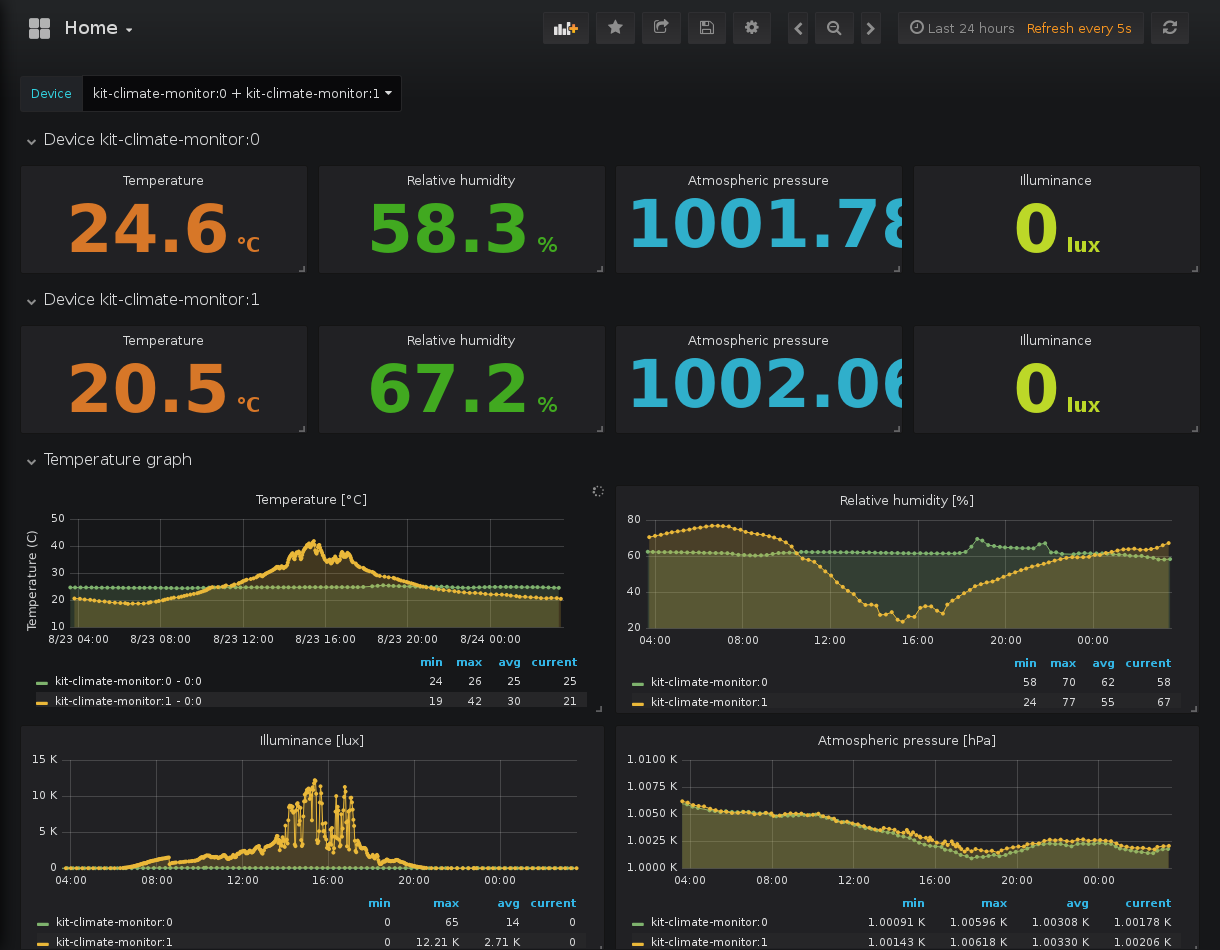 Home
Last 24 hours Refresh every 5s
Device kit-climate-monitor:0 + kit-climate-monitor:1
Device kit-climate-monitor:0
Temperature Relative humidity Atmospheric pressure Illuminance
24.6 °C 58.3 % 1001.78 0 lux
Device kit-climate-monitor:1
Temperature Relative humidity Atmospheric pressure Illuminance
20.5 °C 67.2 % 1002.06 0 lux
Temperature graph
Temperature [°C]
Temperature (C)
50
40
30
20
10
8/23 04:00 8/23 08:00 8/23 12:00 8/23 16:00 8/23 20:00 8/24 00:00
min max avg current
kit-climate-monitor:0 - 0:0 24 26 25 25
kit-climate-monitor:1 - 0:0 19 42 30 21
Relative humidity [%]
80
60
40
20
04:00 08:00 12:00 16:00 20:00 00:00
min max avg current
kit-climate-monitor:0 58 70 62 58
kit-climate-monitor:1 24 77 55 67
Illuminance [lux]
15 K
10 K
5 K
0
04:00 08:00 12:00 16:00 20:00 00:00
min max avg current
kit-climate-monitor:0 0 65 14 0
kit-climate-monitor:1 0 12.21 K 2.71 K 0
Atmospheric pressure [hPa]
1.0100 K
1.0075 K
1.0050 K
1.0025 K
1.0000 K
04:00 08:00 12:00 16:00 20:00 00:00
min max avg current
kit-climate-monitor:0 1.00091 K 1.00596 K 1.00308 K 1.00178 K
kit-climate-monitor:1 1.00143 K 1.00618 K 1.00330 K 1.00206 K